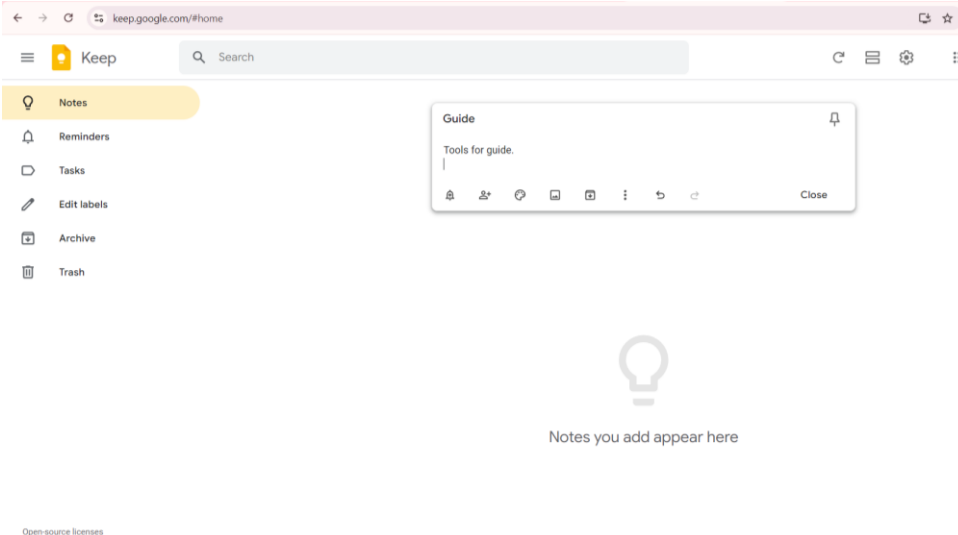 keep.google.com/#home
Keep
Search
Notes
Reminders
Tasks
Edit labels
Archive
Trash
Guide
Tools for guide.
Close
Notes you add appear here
Open-source licenses